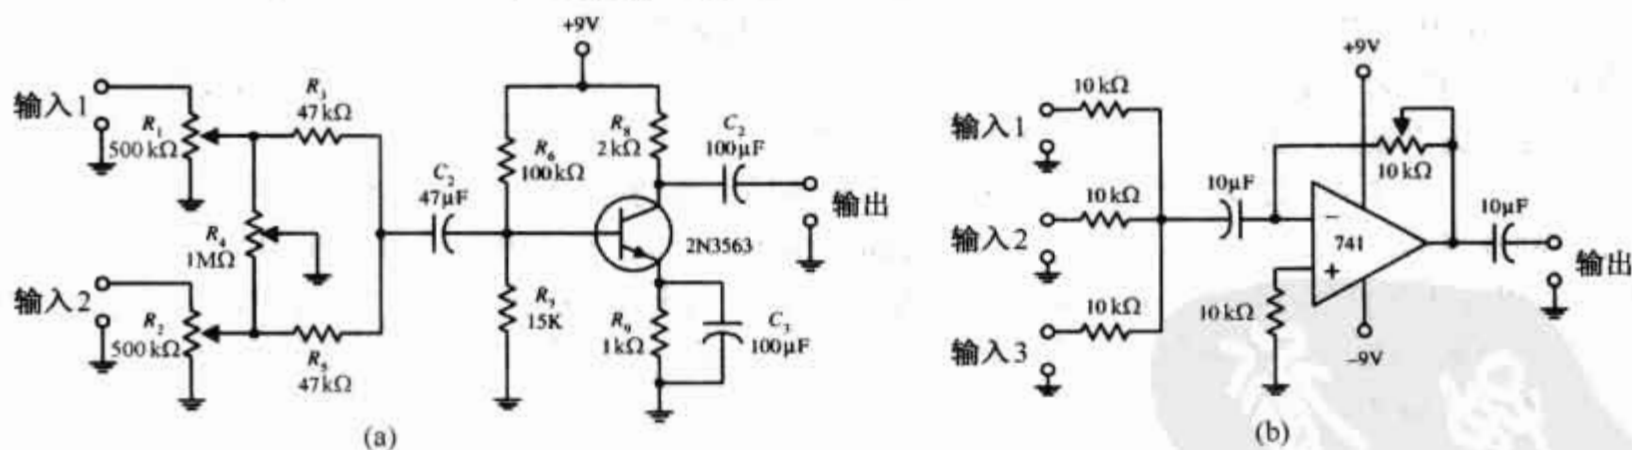 +9V
输入1
R₁
500kΩ
R₃
47kΩ
R₄
1MΩ
输入2
R₂
500kΩ
R₅
47kΩ
C₂
47μF
R₆
100kΩ
R₈
2kΩ
C₂
100μF
输出
2N3563
15K
R₉
1kΩ
C₃
100μF
(a)
+9V
10kΩ
输入1
10kΩ
输入2
10kΩ
输入3
10μF
10kΩ
−
741
+
10kΩ
−9V
10μF
输出
(b)